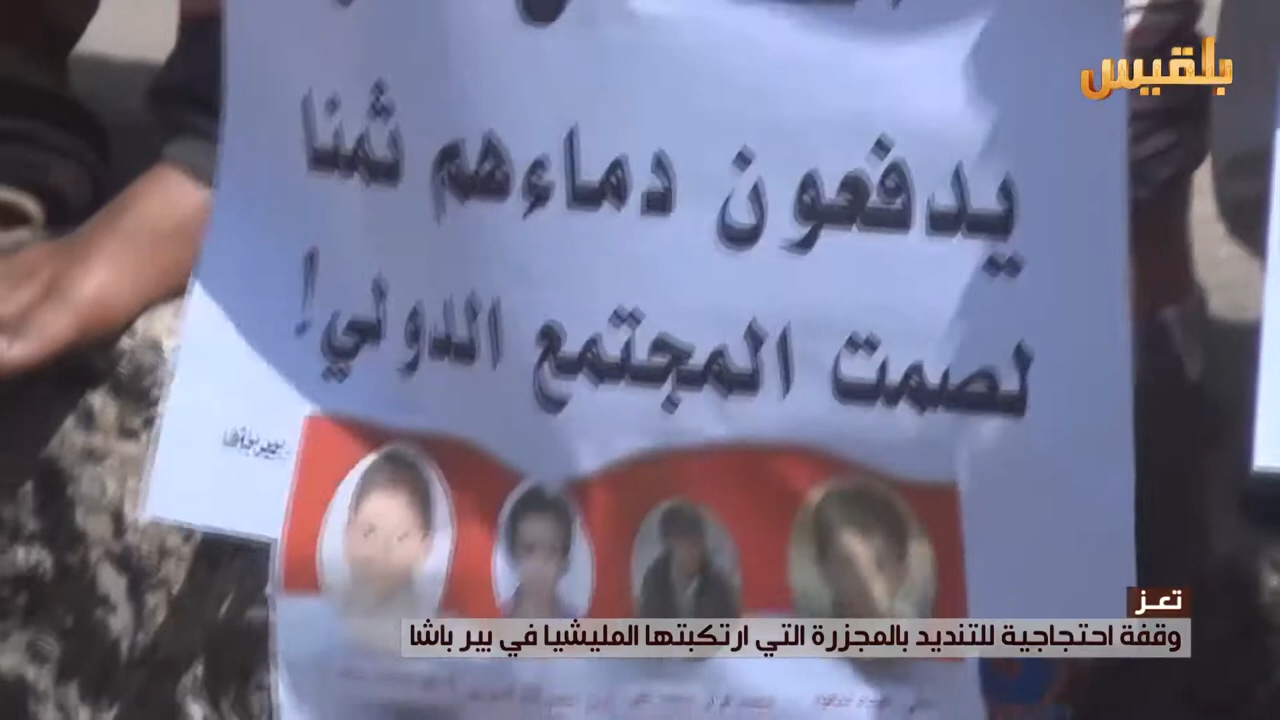 بلقيس
يدفعون دماءهم ثمنا
لصمت المجتمع الدولي!
تعز
وقفة احتجاجية للتنديد بالمجزرة التي ارتكبتها المليشيا في بير باشا